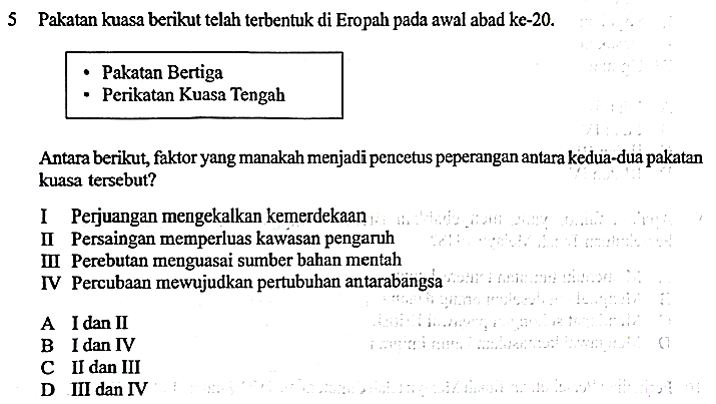 5 Pakatan kuasa berikut telah terbentuk di Eropah pada awal abad ke-20.
• Pakatan Bertiga
• Perikatan Kuasa Tengah
Antara berikut, faktor yang manakah menjadi pencetus peperangan antara kedua-dua pakatan
kuasa tersebut?
I Perjuangan mengekalkan kemerdekaan
II Persaingan memperluas kawasan pengaruh
III Perebutan menguasai sumber bahan mentah
IV Percubaan mewujudkan pertubuhan antarabangsa
A I dan II
B I dan IV
C II dan III
D III dan IV